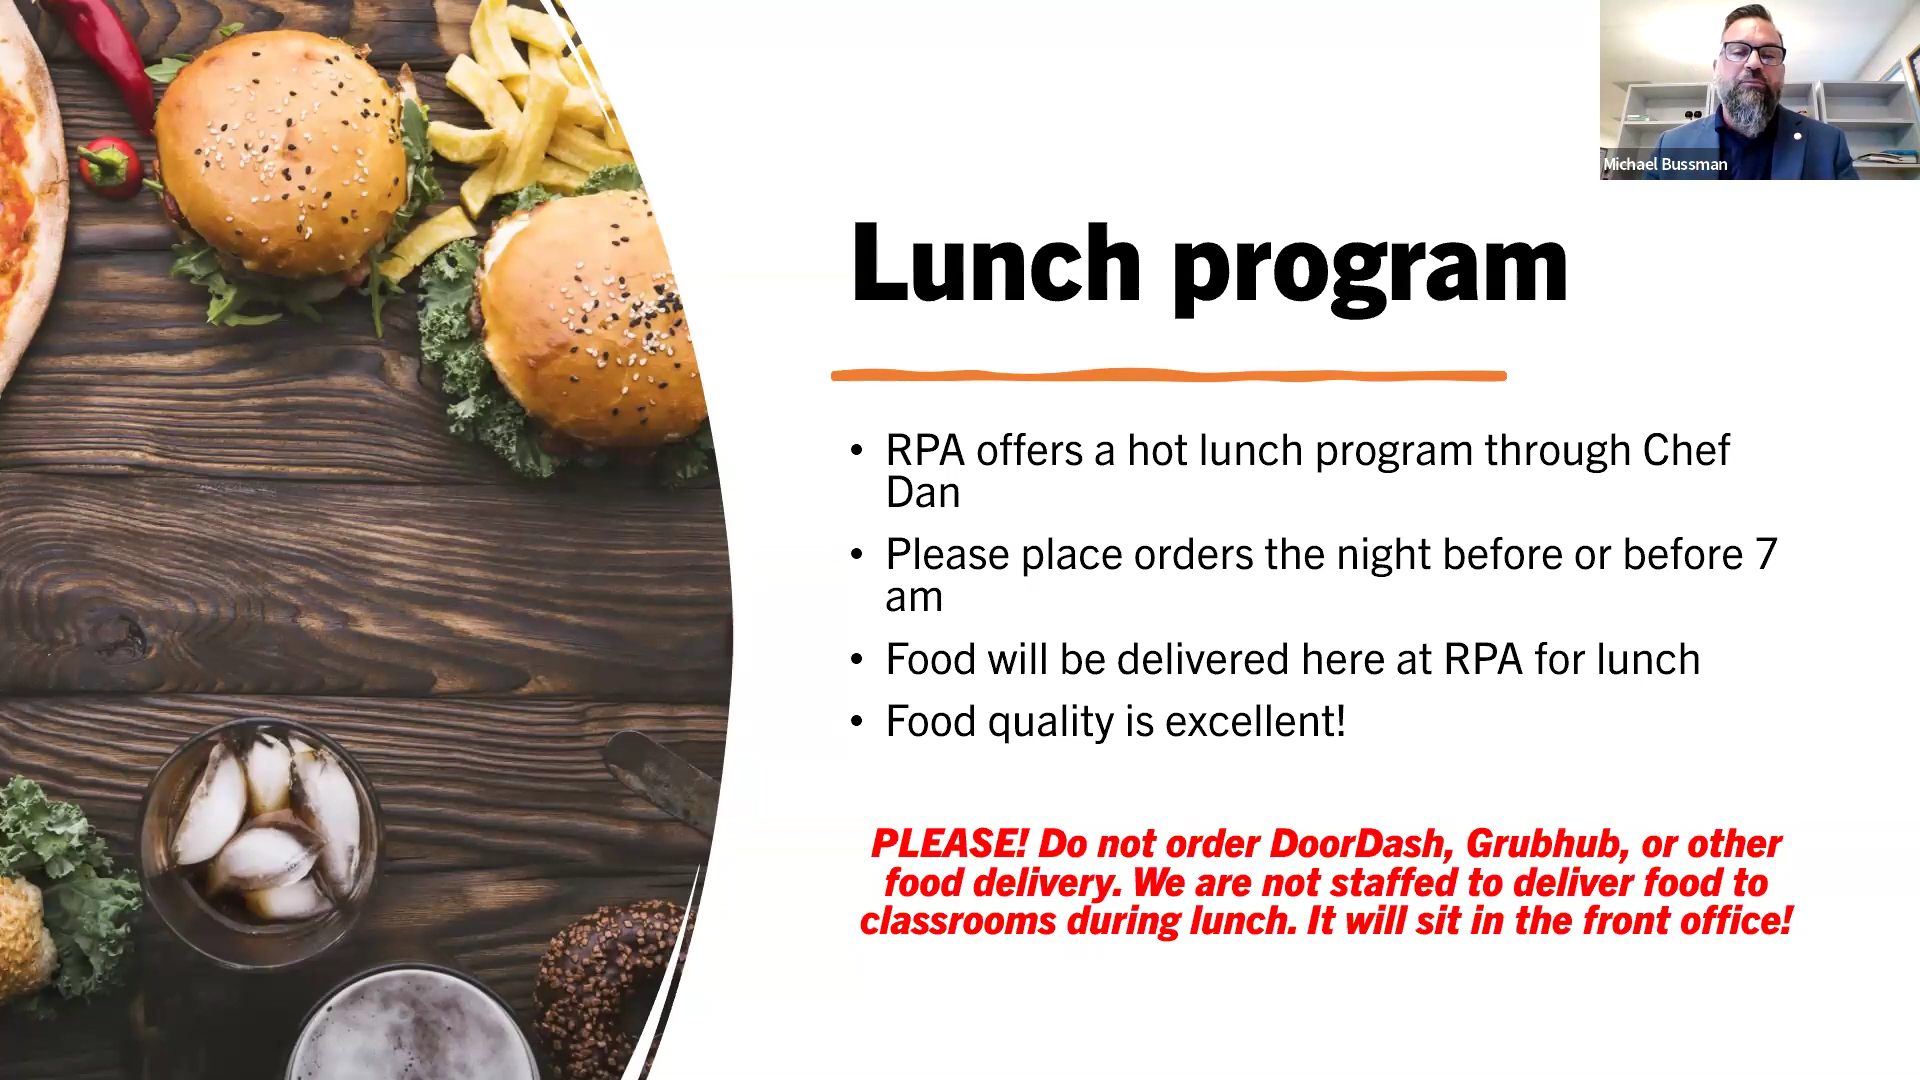 Michael Bussman
Lunch program
• RPA offers a hot lunch program through Chef
Dan
• Please place orders the night before or before 7
am
• Food will be delivered here at RPA for lunch
• Food quality is excellent!
PLEASE! Do not order DoorDash, Grubhub, or other
food delivery. We are not staffed to deliver food to
classrooms during lunch. It will sit in the front office!